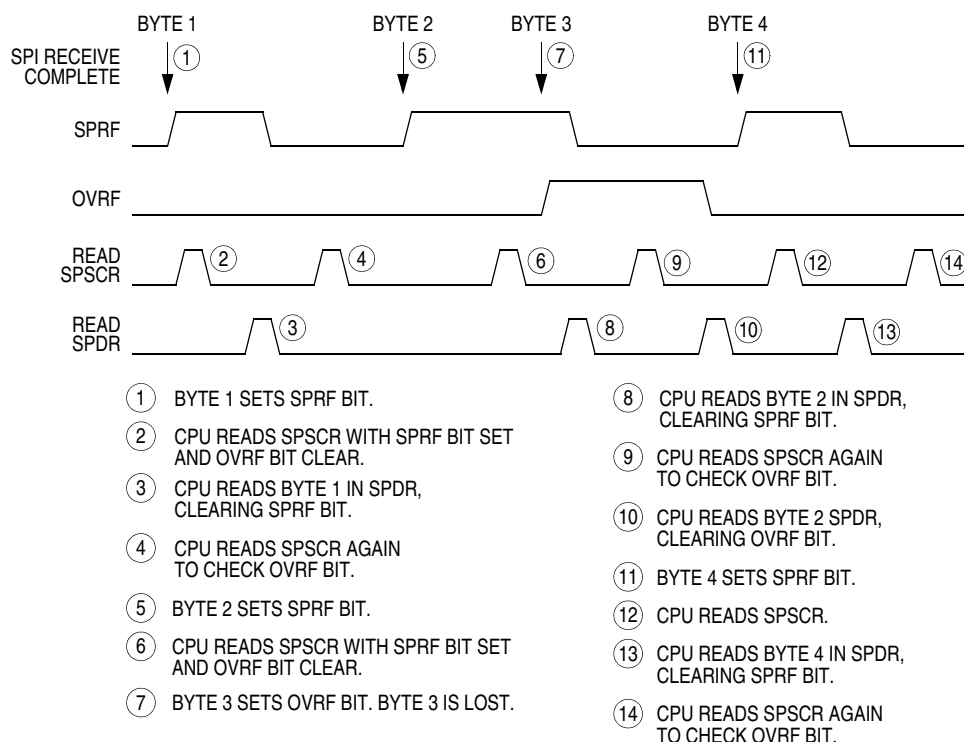 BYTE 1 BYTE 2 BYTE 3 BYTE 4
SPI RECEIVE
COMPLETE
1 5 7 11
SPRF
OVRF
READ
SPSCR
2 4 6 9 12 14
READ
SPDR
3 8 10 13
1 BYTE 1 SETS SPRF BIT.
2 CPU READS SPSCR WITH SPRF BIT SET
AND OVRF BIT CLEAR.
3 CPU READS BYTE 1 IN SPDR,
CLEARING SPRF BIT.
4 CPU READS SPSCR AGAIN
TO CHECK OVRF BIT.
5 BYTE 2 SETS SPRF BIT.
6 CPU READS SPSCR WITH SPRF BIT SET
AND OVRF BIT CLEAR.
7 BYTE 3 SETS OVRF BIT. BYTE 3 IS LOST.
8 CPU READS BYTE 2 IN SPDR,
CLEARING SPRF BIT.
9 CPU READS SPSCR AGAIN
TO CHECK OVRF BIT.
10 CPU READS BYTE 2 SPDR,
CLEARING OVRF BIT.
11 BYTE 4 SETS SPRF BIT.
12 CPU READS SPSCR.
13 CPU READS BYTE 4 IN SPDR,
CLEARING SPRF BIT.
14 CPU READS SPSCR AGAIN
TO CHECK OVRF BIT.